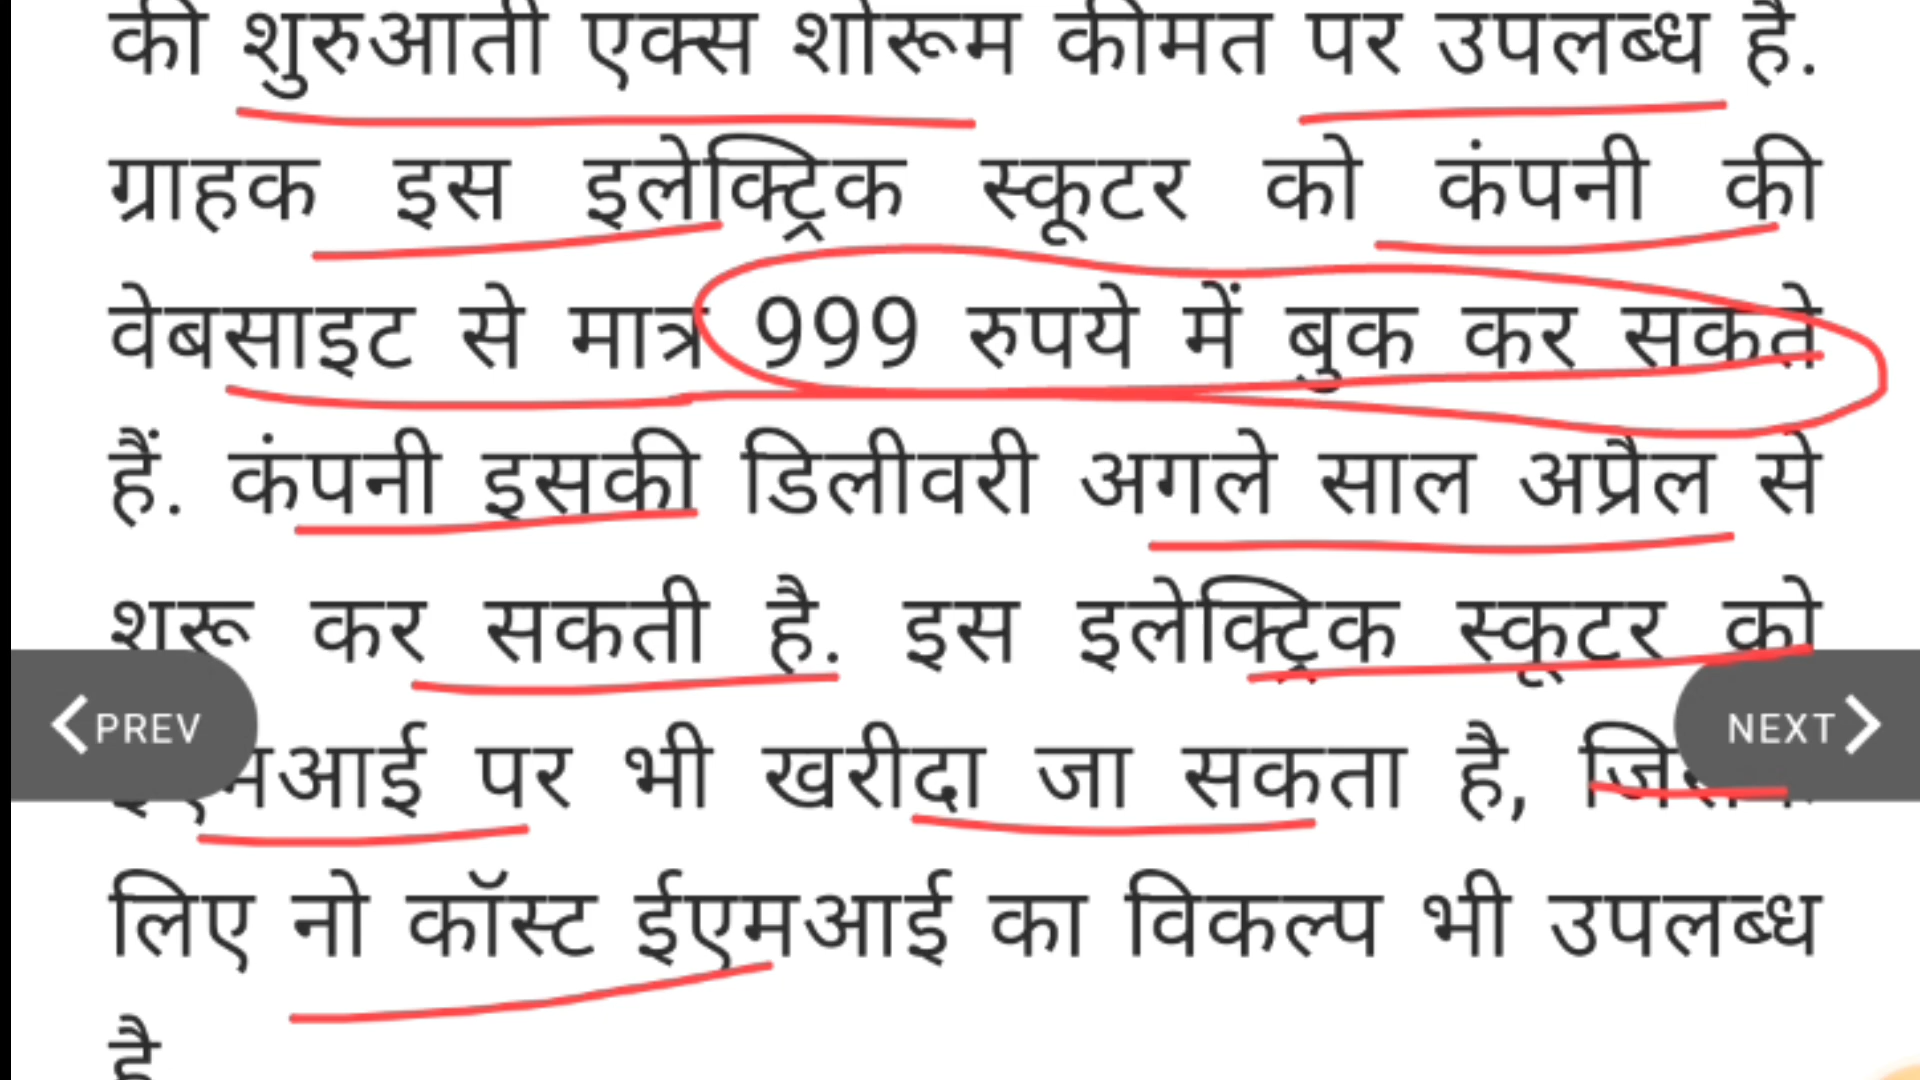 की शुरुआती एक्स शोरूम कीमत पर उपलब्ध है.
ग्राहक इस इलेक्ट्रिक स्कूटर को कंपनी की
वेबसाइट से मात्र 999 रुपये में बुक कर सकते
हैं. कंपनी इसकी डिलीवरी अगले साल अप्रैल से
शुरू कर सकती है. इस इलेक्ट्रिक स्कूटर को
PREV
NEXT
पर भी खरीदा जा सकता है,
लिए नो कॉस्ट ईएमआई का विकल्प भी उपलब्ध
है